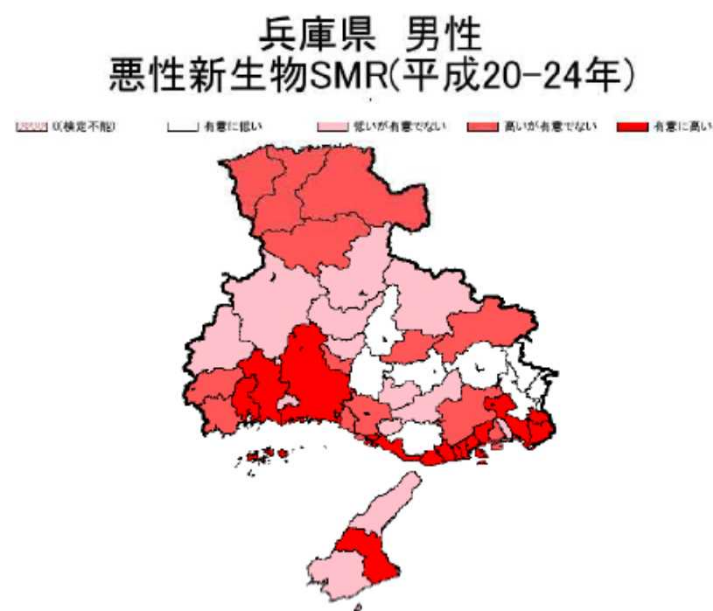 兵庫県 男性
悪性新生物SMR(平成20-24年)
0(検定不能) 有意に低い 低いが有意でない 高いが有意でない 有意に高い